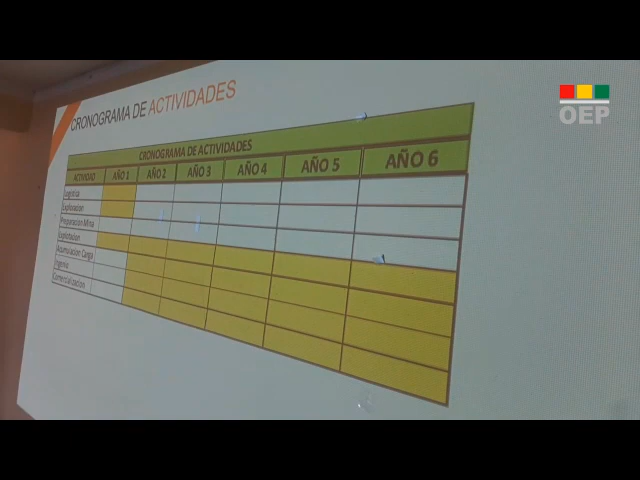 CRONOGRAMA DE ACTIVIDADES
OEP
CRONOGRAMA DE ACTIVIDADES
ACTIVIDAD AÑO 1 AÑO 2 AÑO 3 AÑO 4 AÑO 5 AÑO 6
Logistica
Exploracion
Preparacion Mina
Explotacion
Acumulacion Carga
Ingenio
Comercializacion